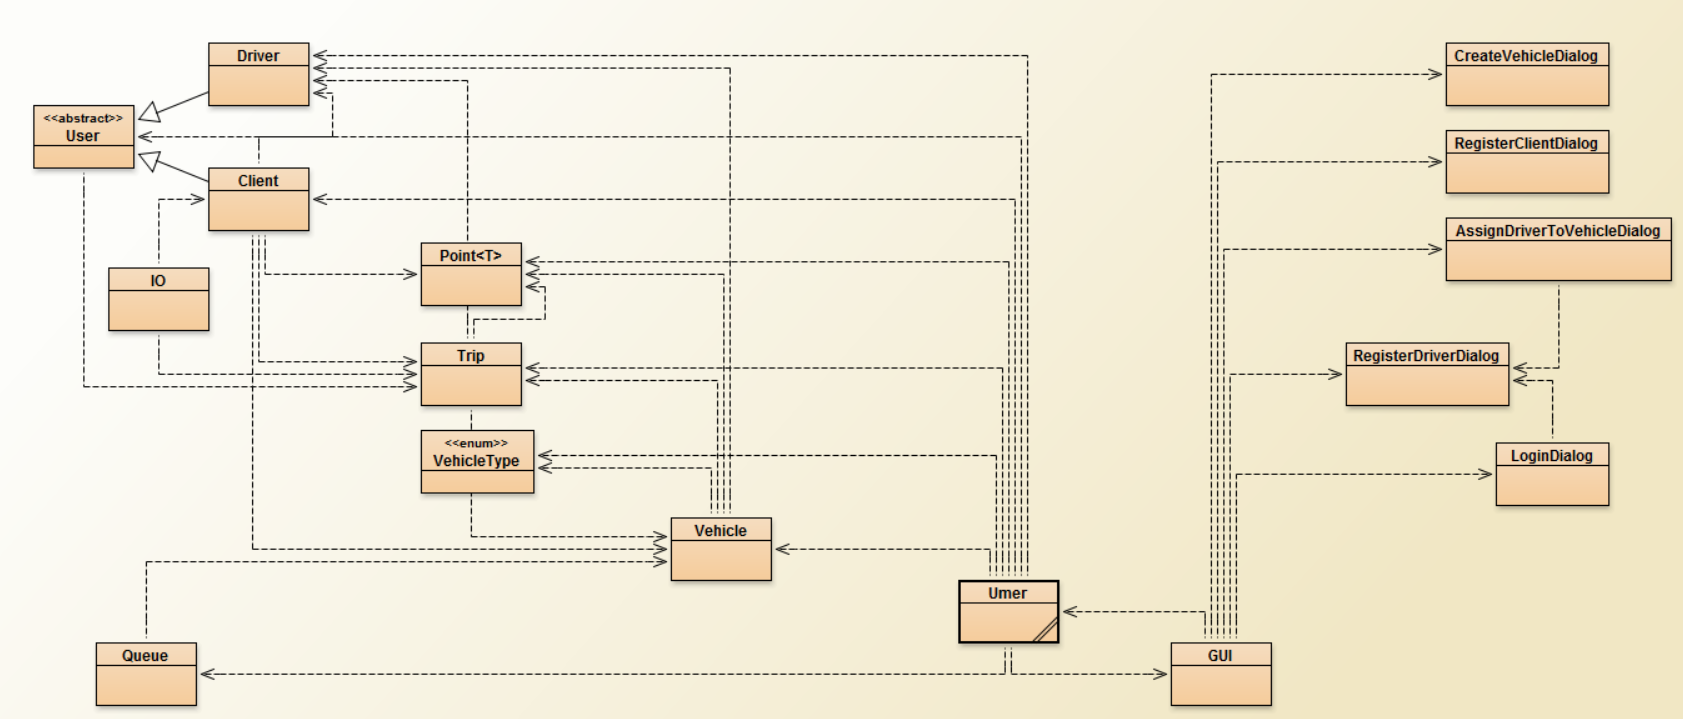 Driver
CreateVehicleDialog
<<abstract>>
User
RegisterClientDialog
Client
AssignDriverToVehicleDialog
Point<T>
IO
Trip
RegisterDriverDialog
<<enum>>
VehicleType
LoginDialog
Vehicle
Umer
Queue
GUI